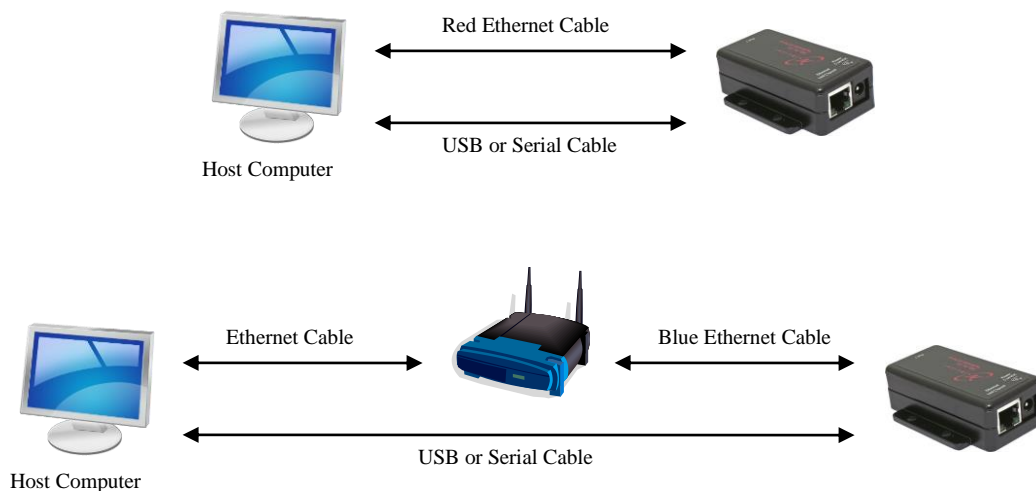 Red Ethernet Cable
USB or Serial Cable
Host Computer
Ethernet Cable
Blue Ethernet Cable
USB or Serial Cable
Host Computer